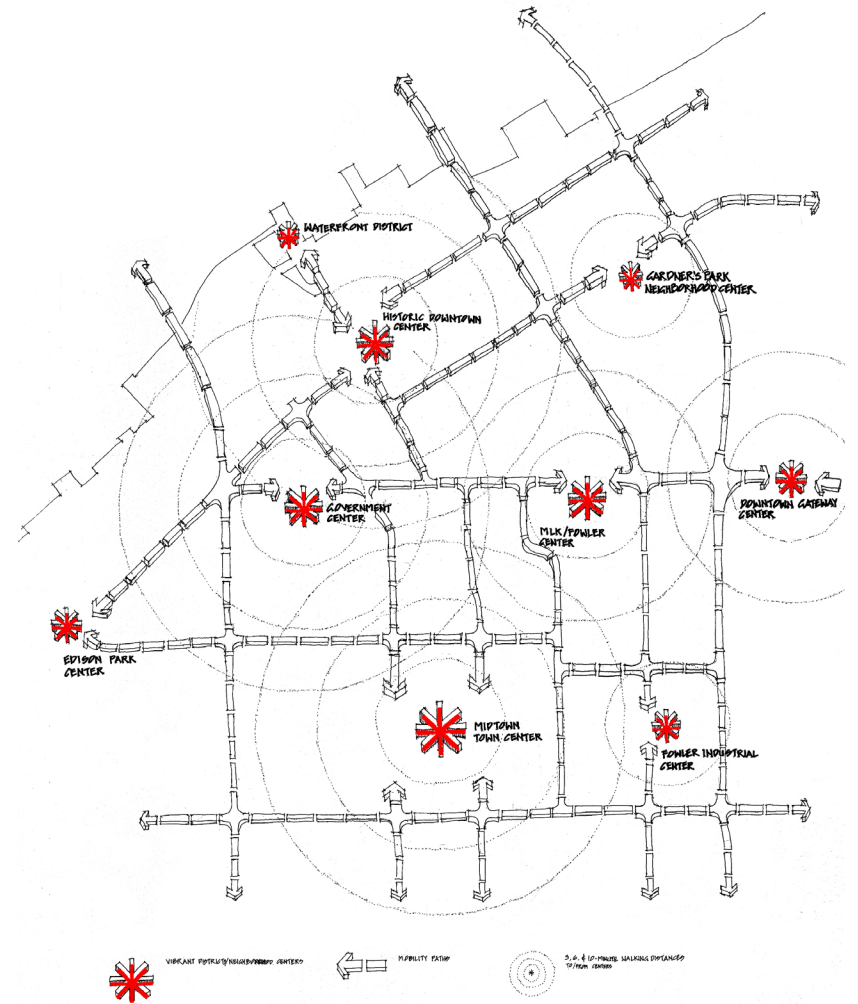 WATERFRONT DISTRICT
GARDNER'S PARK
NEIGHBORHOOD CENTER
HISTORIC DOWNTOWN
CENTER
GOVERNMENT
CENTER
MLK/FOWLER
CENTER
DOWNTOWN GATEWAY
CENTER
EDISON PARK
CENTER
MIDTOWN
TOWN CENTER
FOWLER INDUSTRIAL
CENTER
VIBRANT DISTRICTS/NEIGHBORHOOD CENTERS
MOBILITY PATHS
3, 6, & 10-MINUTE WALKING DISTANCES
TO/FROM CENTERS